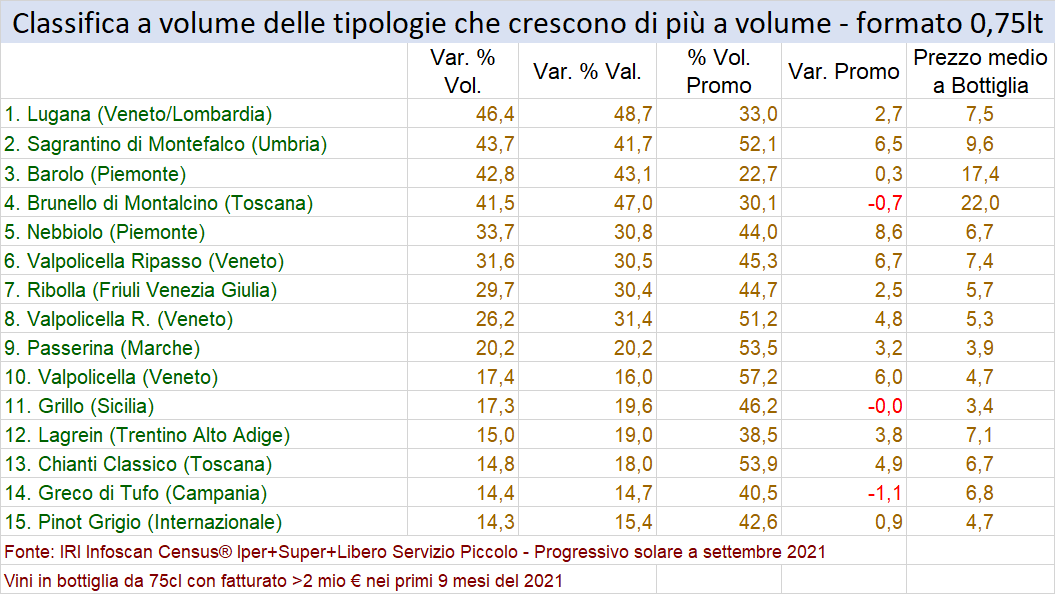 Classifica a volume delle tipologie che crescono di più a volume - formato 0,75lt
Var. % Vol. Var. % Val. % Vol. Promo Var. Promo Prezzo medio a Bottiglia
1. Lugana (Veneto/Lombardia) 46,4 48,7 33,0 2,7 7,5
2. Sagrantino di Montefalco (Umbria) 43,7 41,7 52,1 6,5 9,6
3. Barolo (Piemonte) 42,8 43,1 22,7 0,3 17,4
4. Brunello di Montalcino (Toscana) 41,5 47,0 30,1 -0,7 22,0
5. Nebbiolo (Piemonte) 33,7 30,8 44,0 8,6 6,7
6. Valpolicella Ripasso (Veneto) 31,6 30,5 45,3 6,7 7,4
7. Ribolla (Friuli Venezia Giulia) 29,7 30,4 44,7 2,5 5,7
8. Valpolicella R. (Veneto) 26,2 31,4 51,2 4,8 5,3
9. Passerina (Marche) 20,2 20,2 53,5 3,2 3,9
10. Valpolicella (Veneto) 17,4 16,0 57,2 6,0 4,7
11. Grillo (Sicilia) 17,3 19,6 46,2 -0,0 3,4
12. Lagrein (Trentino Alto Adige) 15,0 19,0 38,5 3,8 7,1
13. Chianti Classico (Toscana) 14,8 18,0 53,9 4,9 6,7
14. Greco di Tufo (Campania) 14,4 14,7 40,5 -1,1 6,8
15. Pinot Grigio (Internazionale) 14,3 15,4 42,6 0,9 4,7
Fonte: IRI Infoscan Census® Iper+Super+Libero Servizio Piccolo - Progressivo solare a settembre 2021
Vini in bottiglia da 75cl con fatturato >2 mio € nei primi 9 mesi del 2021